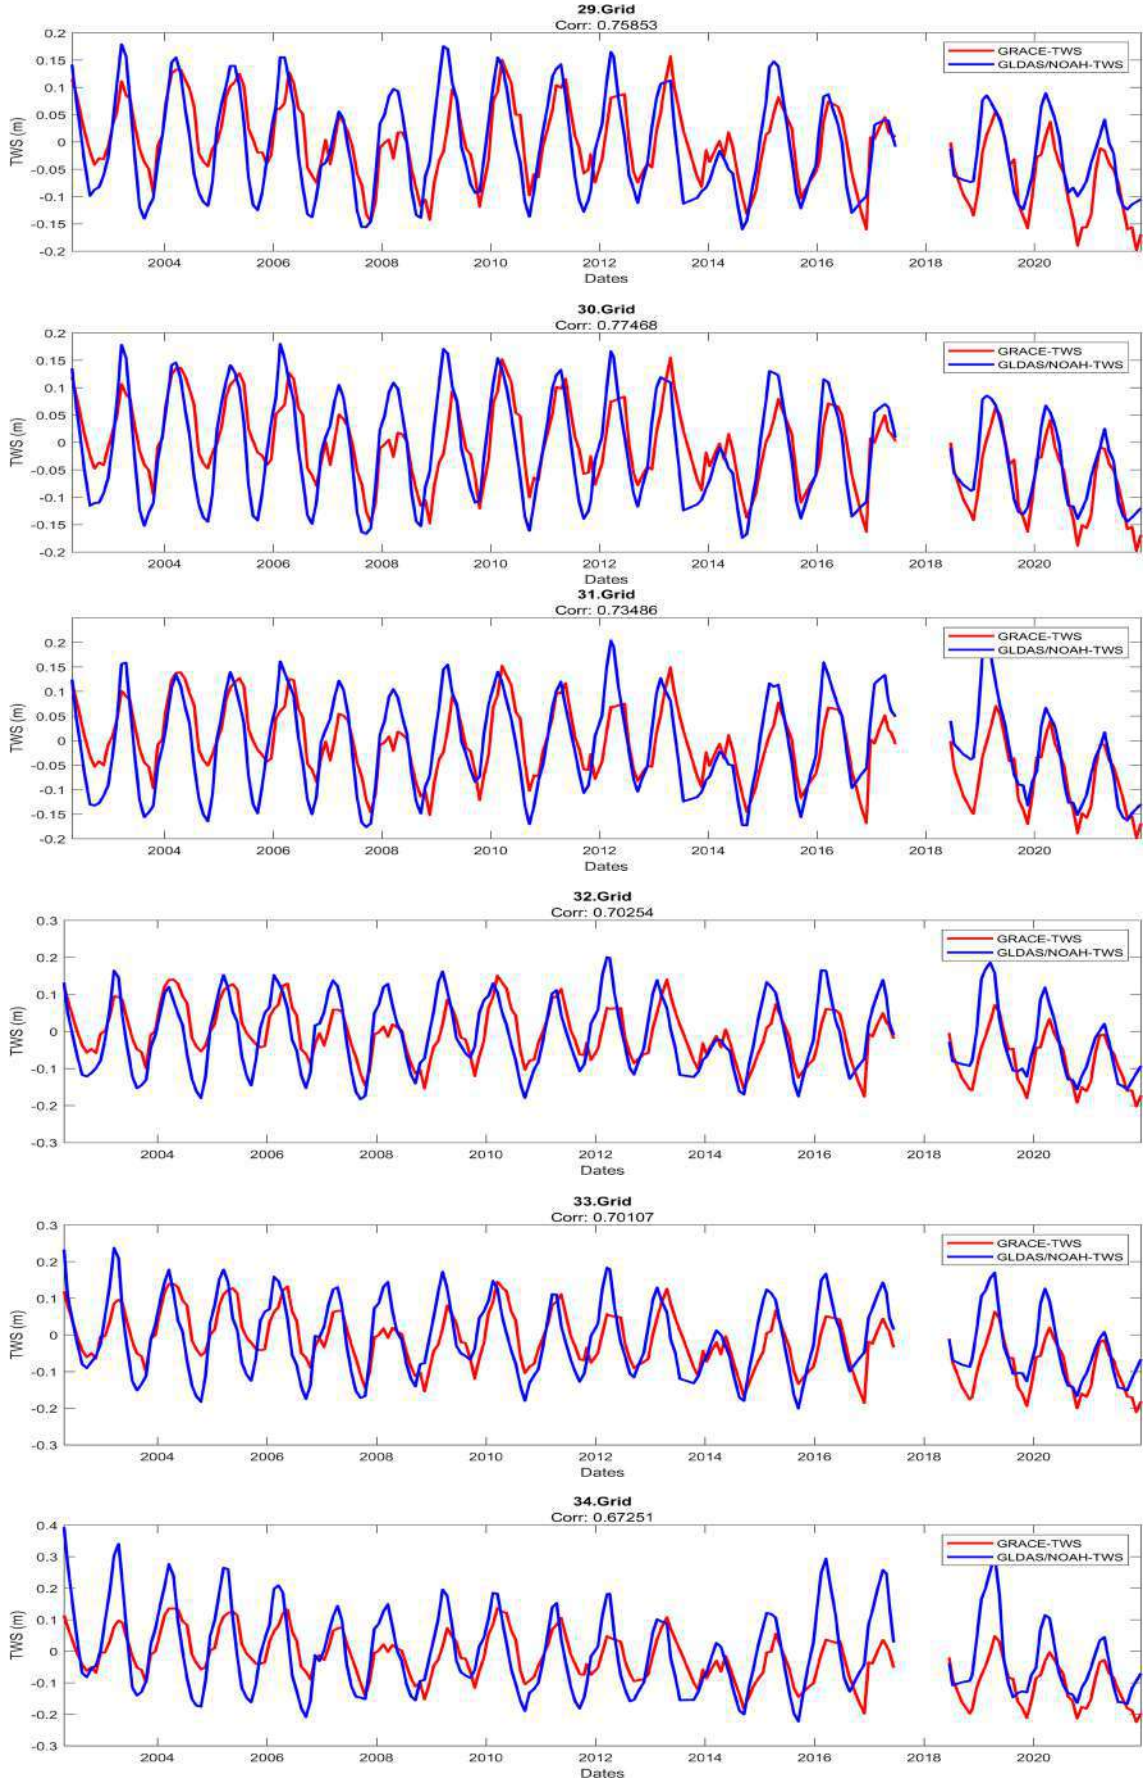 29.Grid
Corr: 0.75853
0.2
0.15
0.1
0.05
0
-0.05
-0.1
-0.15
-0.2
TWS (m)
GRACE-TWS
GLDAS/NOAH-TWS
2004 2006 2008 2010 2012 2014 2016 2018 2020
Dates
30.Grid
Corr: 0.77468
0.2
0.15
0.1
0.05
0
-0.05
-0.1
-0.15
-0.2
TWS (m)
GRACE-TWS
GLDAS/NOAH-TWS
2004 2006 2008 2010 2012 2014 2016 2018 2020
Dates
31.Grid
Corr: 0.73486
0.2
0.15
0.1
0.05
0
-0.05
-0.1
-0.15
-0.2
TWS (m)
GRACE-TWS
GLDAS/NOAH-TWS
2004 2006 2008 2010 2012 2014 2016 2018 2020
Dates
32.Grid
Corr: 0.70254
0.3
0.2
0.1
0
-0.1
-0.2
-0.3
TWS (m)
GRACE-TWS
GLDAS/NOAH-TWS
2004 2006 2008 2010 2012 2014 2016 2018 2020
Dates
33.Grid
Corr: 0.70107
0.3
0.2
0.1
0
-0.1
-0.2
-0.3
TWS (m)
GRACE-TWS
GLDAS/NOAH-TWS
2004 2006 2008 2010 2012 2014 2016 2018 2020
Dates
34.Grid
Corr: 0.67251
0.4
0.3
0.2
0.1
0
-0.1
-0.2
-0.3
TWS (m)
GRACE-TWS
GLDAS/NOAH-TWS
2004 2006 2008 2010 2012 2014 2016 2018 2020
Dates